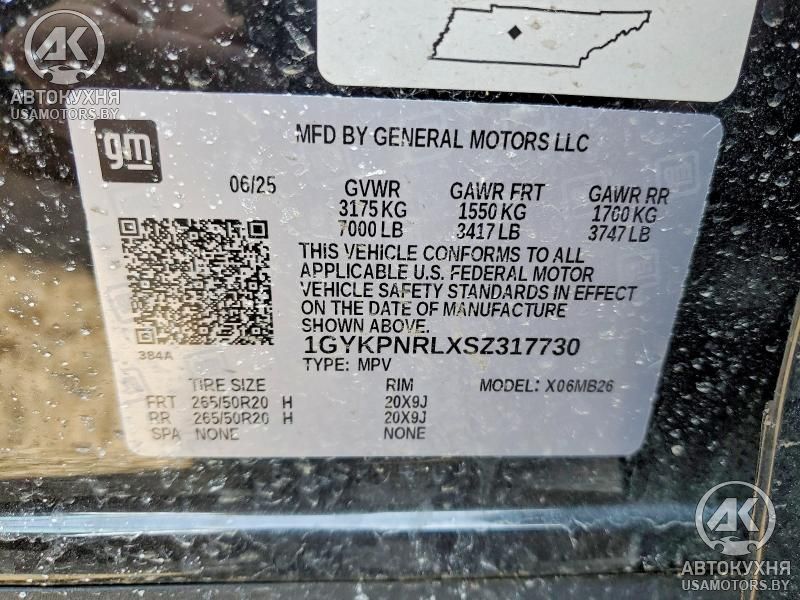 AK
АВТОКУХНЯ
USAMOTORS.BY
gm
MFD BY GENERAL MOTORS LLC
06/25 GVWR GAWR FRT GAWR RR
3175 KG 1550 KG 1700 KG
7000 LB 3417 LB 3747 LB
THIS VEHICLE CONFORMS TO ALL
APPLICABLE U.S. FEDERAL MOTOR
VEHICLE SAFETY STANDARDS IN EFFECT
ON THE DATE OF MANUFACTURE
SHOWN ABOVE.
384A
1GYKPNRLXSZ317730
TYPE: MPV
TIRE SIZE RIM MODEL: X06MB26
FRT 265/50R20 H 20X9J
RR 265/50R20 H 20X9J
SPA NONE NONE
AK
АВТОКУХНЯ
USAMOTORS.BY